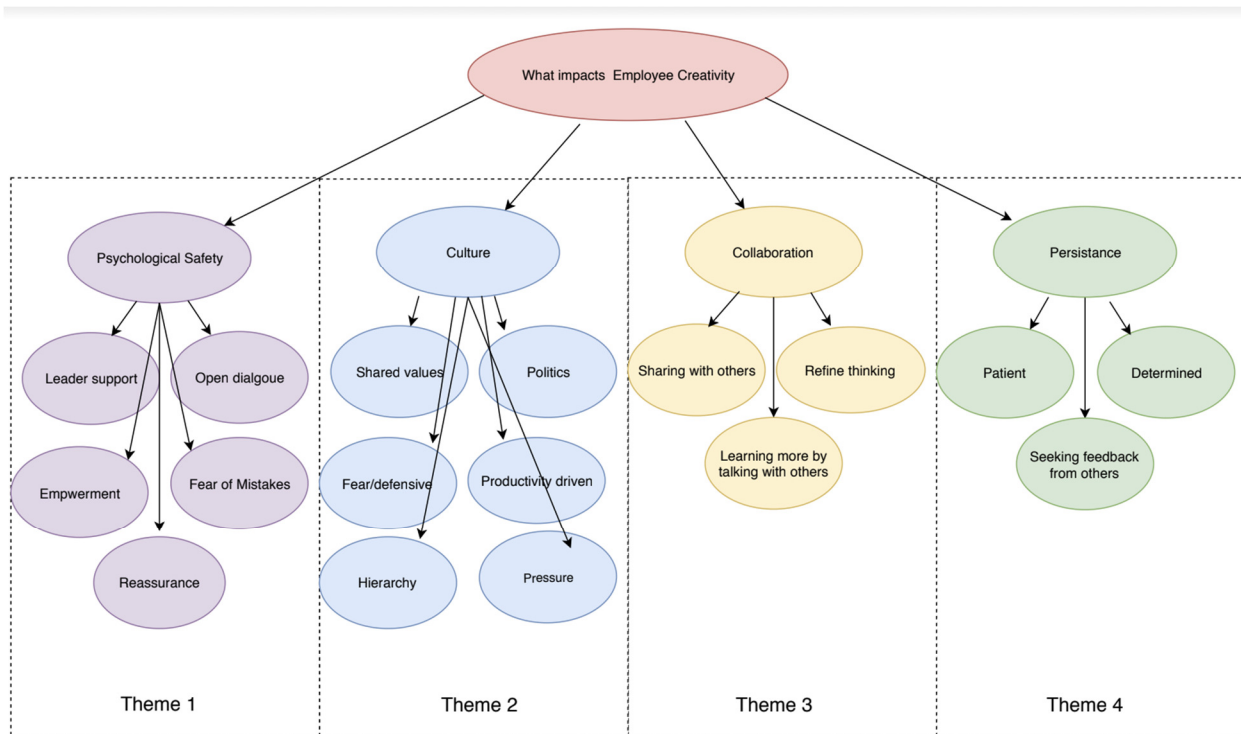 What impacts  Employee Creativity
Psychological Safety
Culture
Collaboration
Persistance
Leader support
Open dialgoue
Shared values
Politics
Sharing with others
Refine thinking
Patient
Determined
Empwerment
Fear of Mistakes
Fear/defensive
Productivity driven
Learning more by
talking with others
Seeking feedback
from others
Reassurance
Hierarchy
Pressure
Theme 1
Theme 2
Theme 3
Theme 4